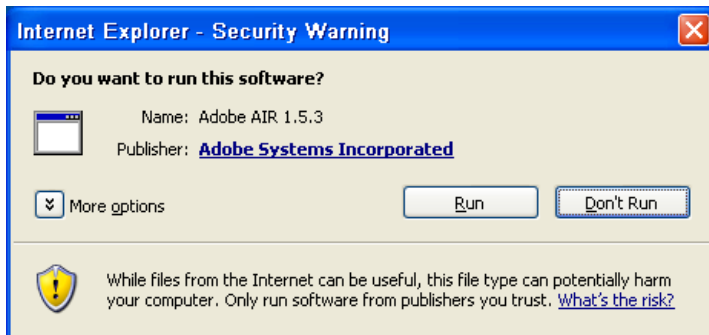 Internet Explorer - Security Warning
Do you want to run this software?
Name: Adobe AIR 1.5.3
Publisher: Adobe Systems Incorporated
More options
Run
Don't Run
While files from the Internet can be useful, this file type can potentially harm
your computer. Only run software from publishers you trust. What's the risk?